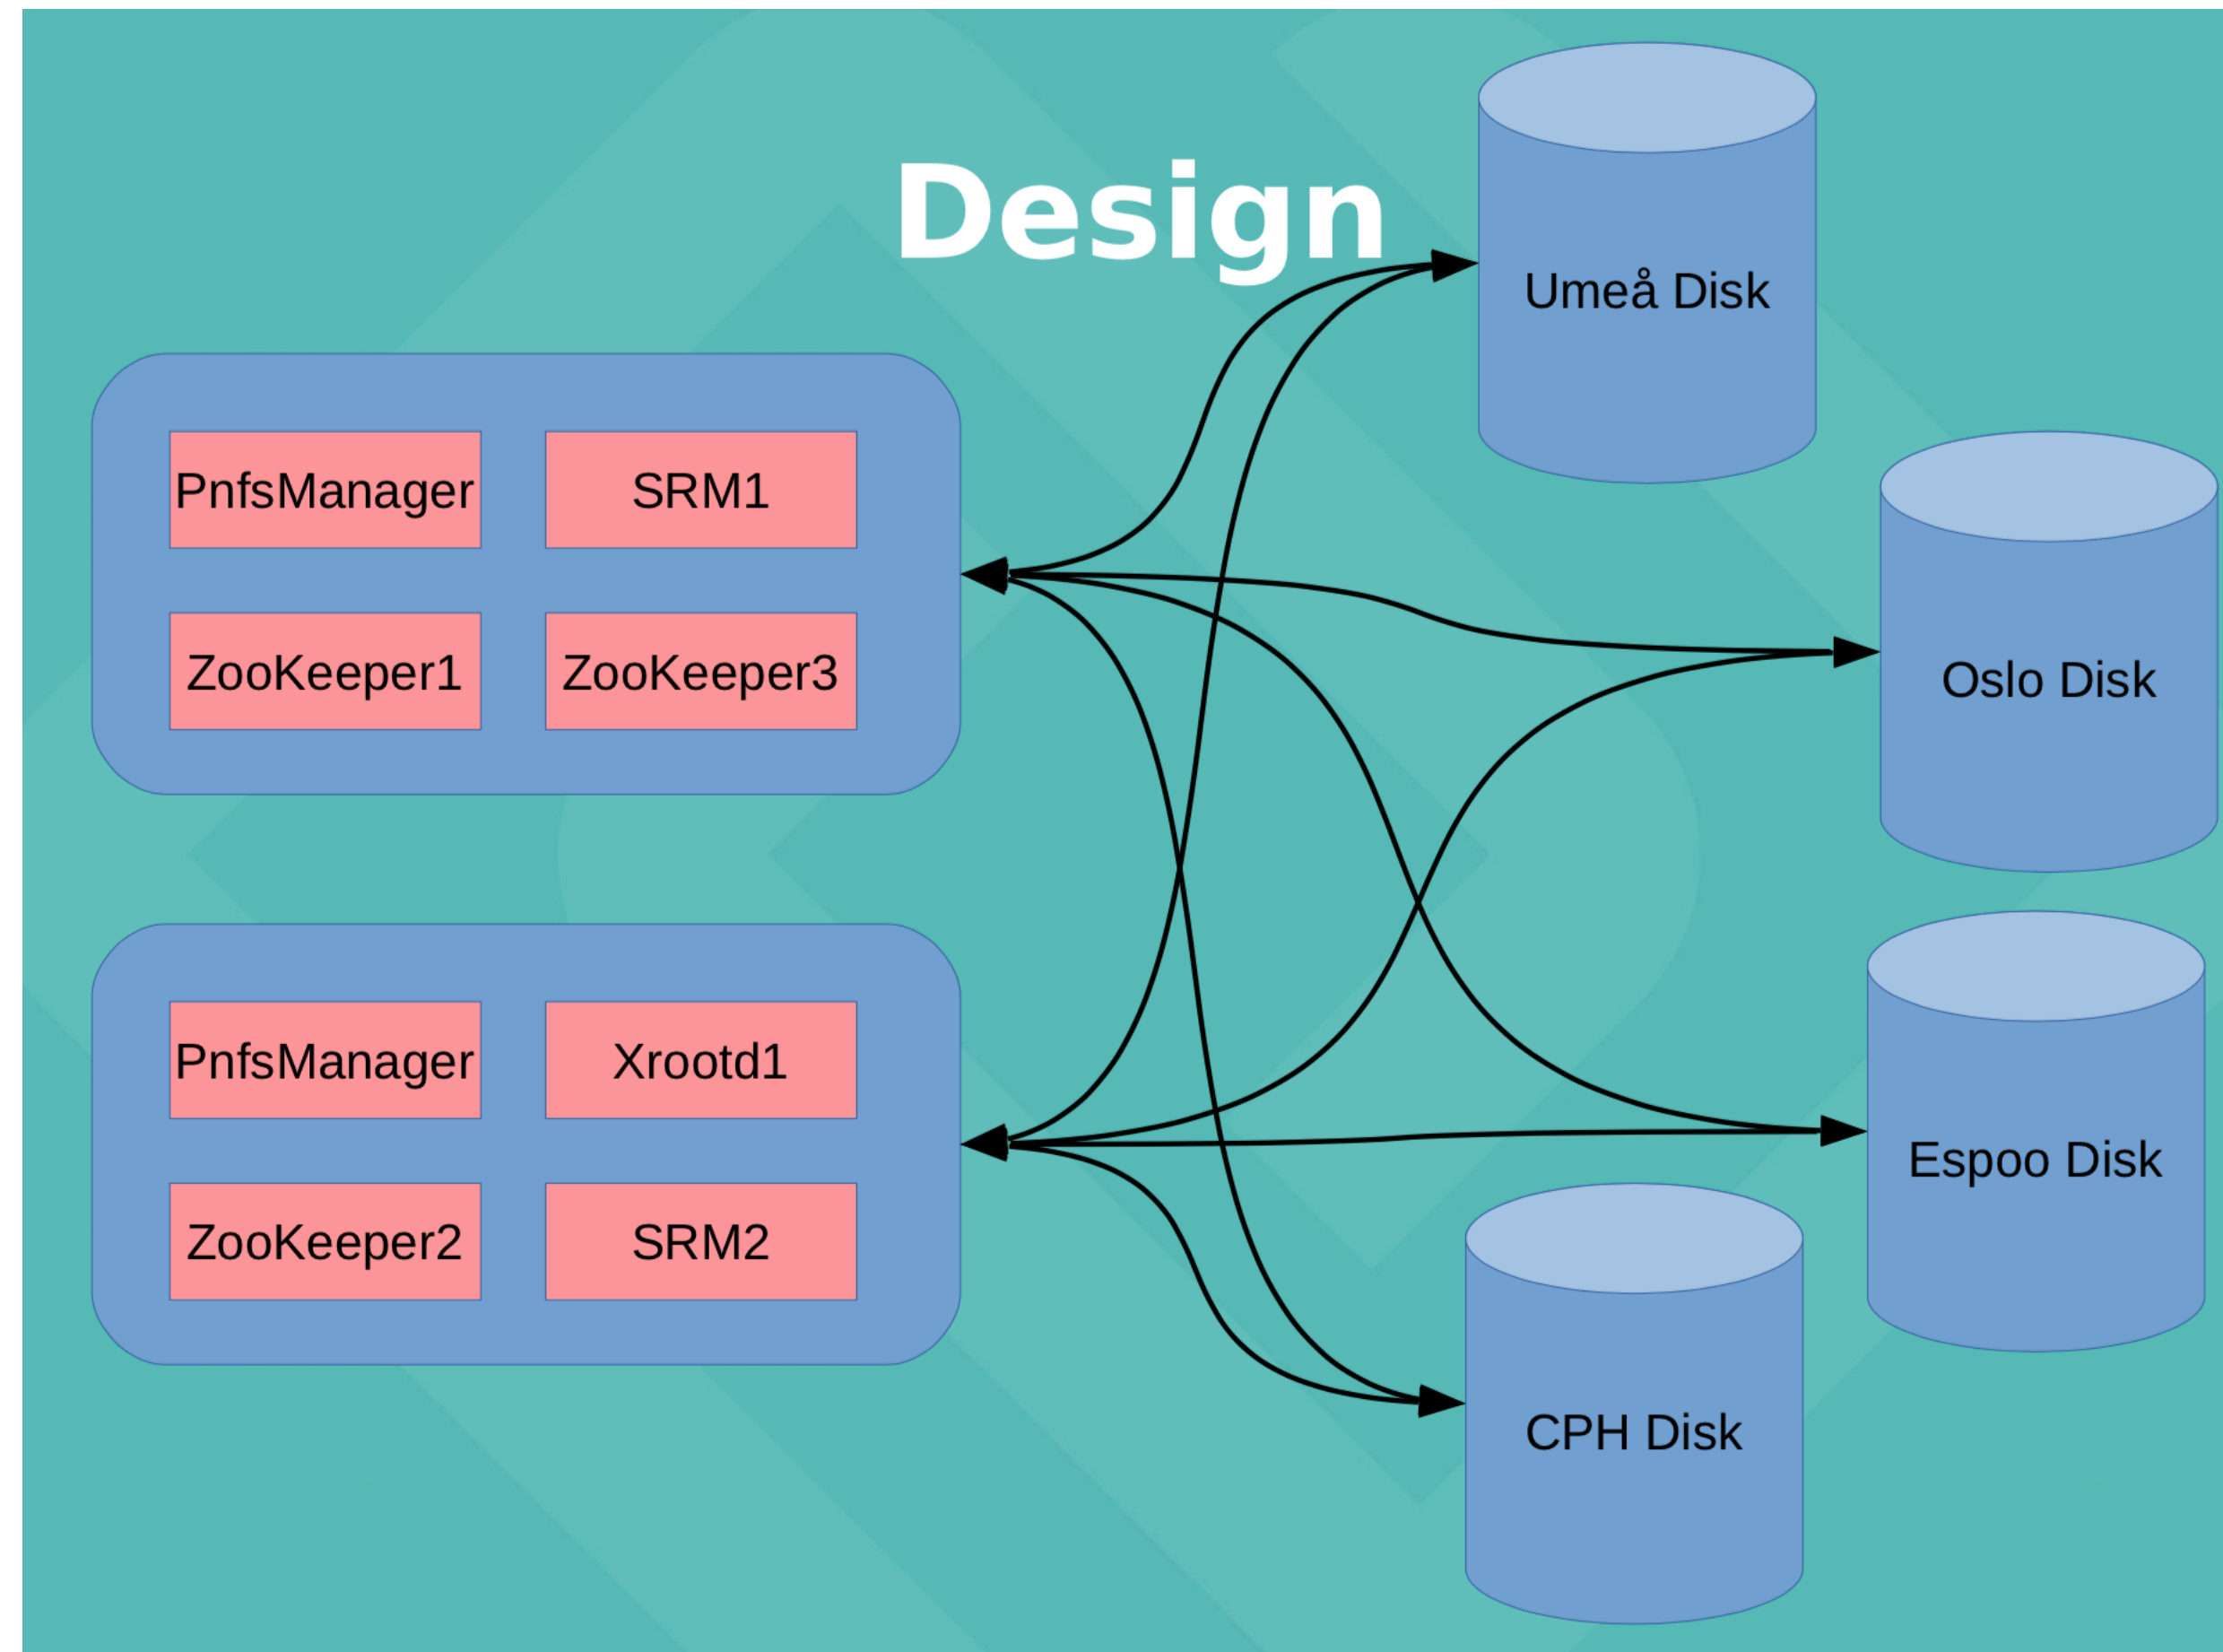 Design
Umeå Disk
PnfsManager
SRM1
ZooKeeper1
ZooKeeper3
Oslo Disk
PnfsManager
Xrootd1
ZooKeeper2
SRM2
Espoo Disk
CPH Disk